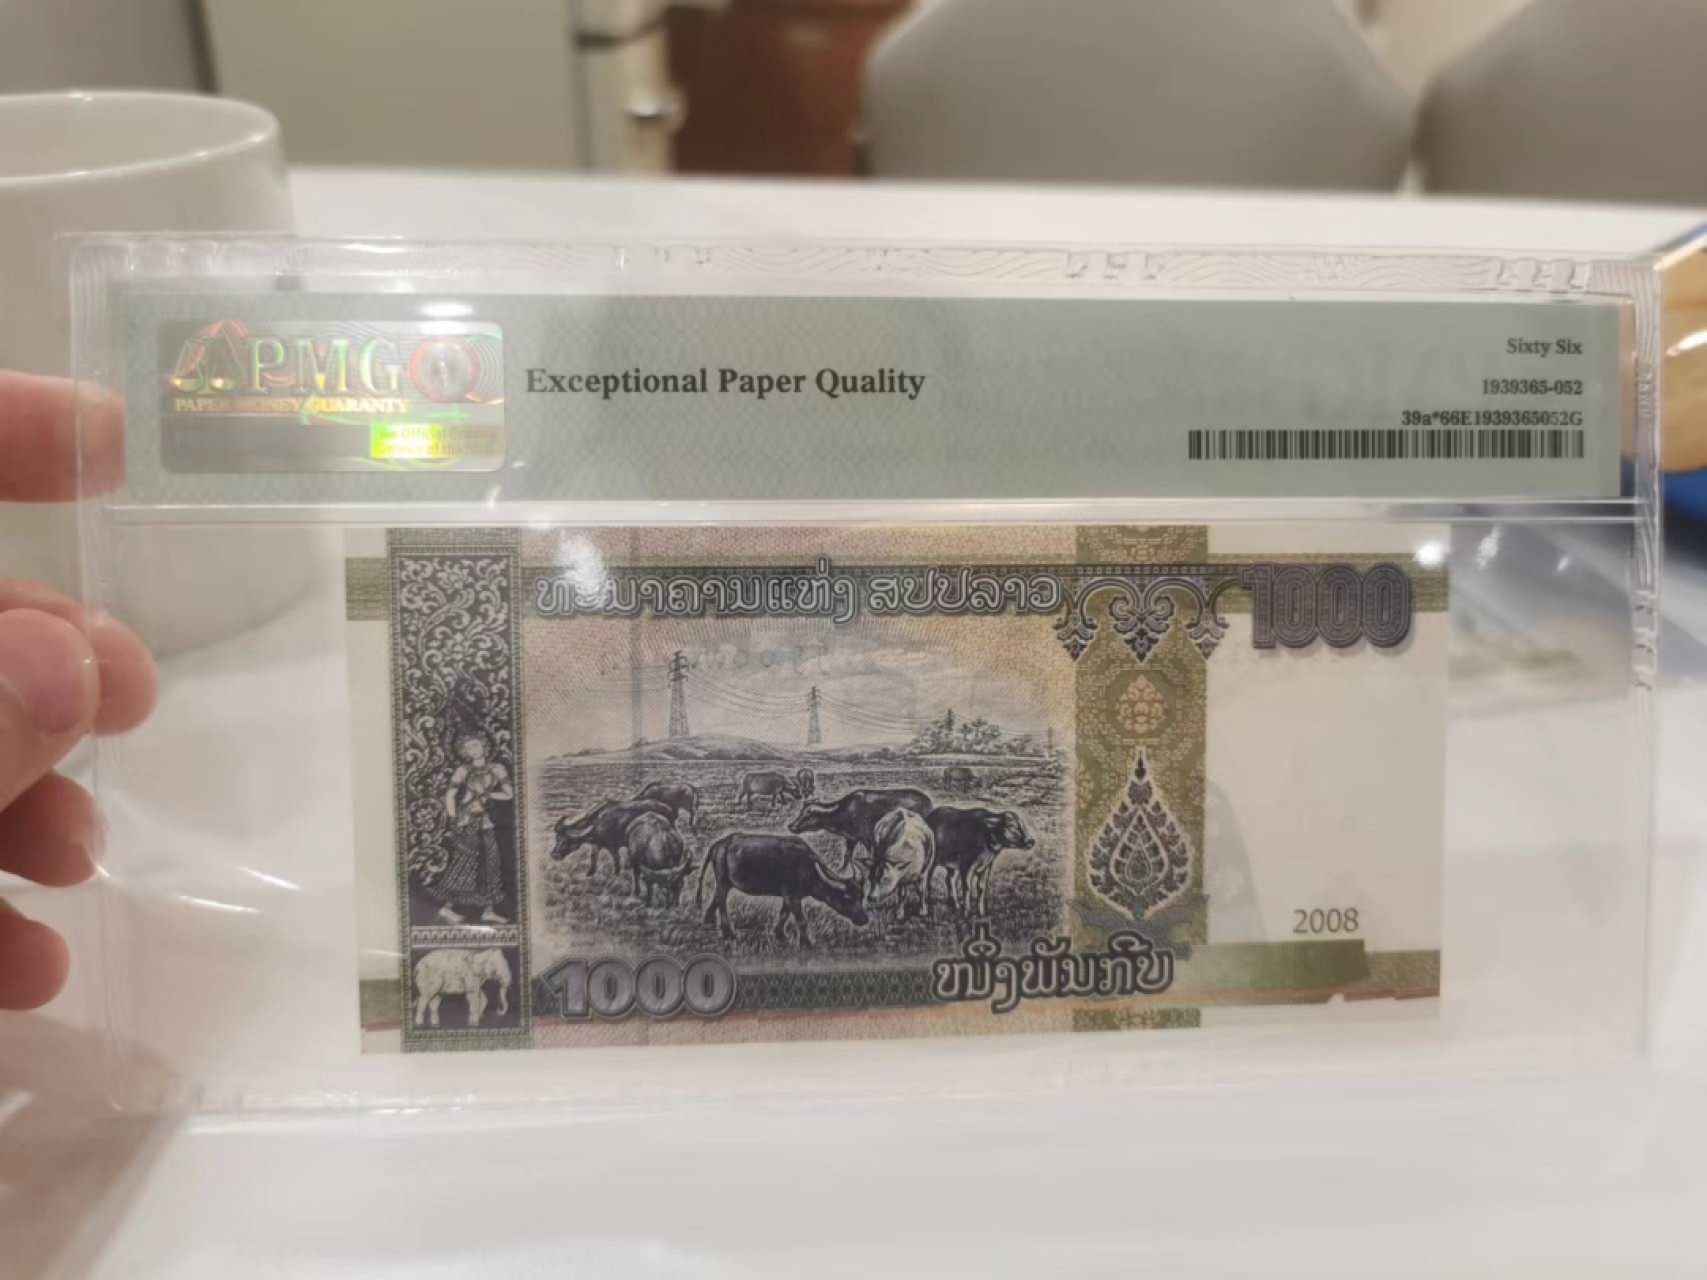 PMG
PAPER MONEY GUARANTY
Exceptional Paper Quality
Sixty Six
1939365-052
39a*66E1939365052G
ທະນາຄານແຫ່ງ ສປປລາວ
1000
2008
1000
ໜຶ່ງພັນກີບ